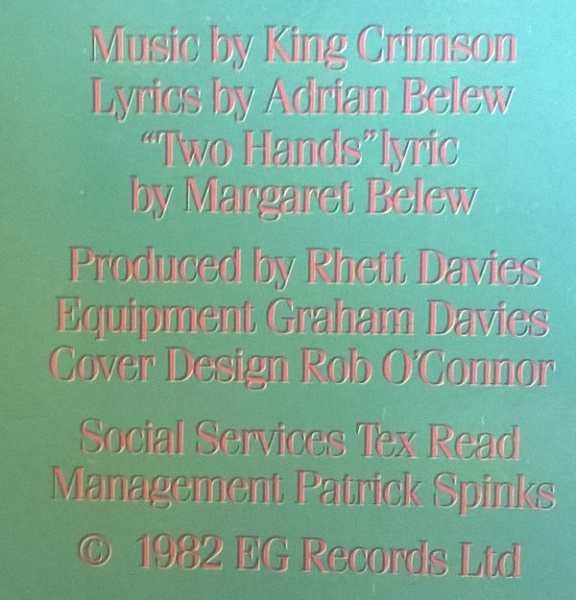 Music by King Crimson
Lyrics by Adrian Belew
“Two Hands” lyric
by Margaret Belew
Produced by Rhett Davies
Equipment Graham Davies
Cover Design Rob O'Connor
Social Services Tex Read
Management Patrick Spinks
© 1982 EG Records Ltd